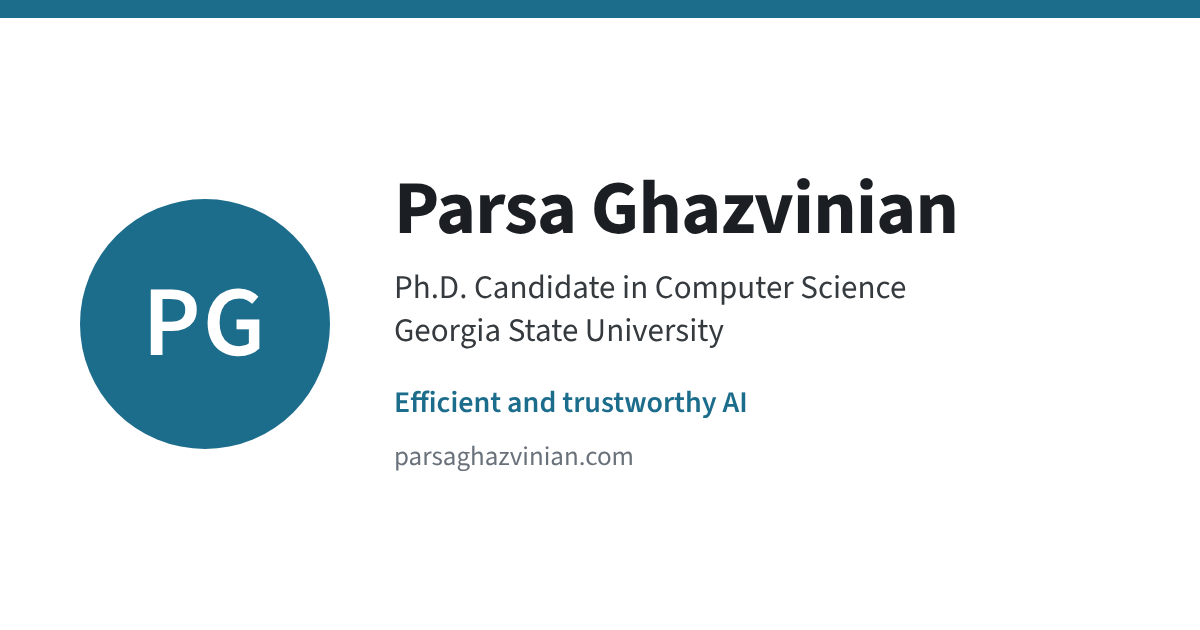 PG
Parsa Ghazvinian
Ph.D. Candidate in Computer Science
Georgia State University
Efficient and trustworthy AI
parsaghazvinian.com